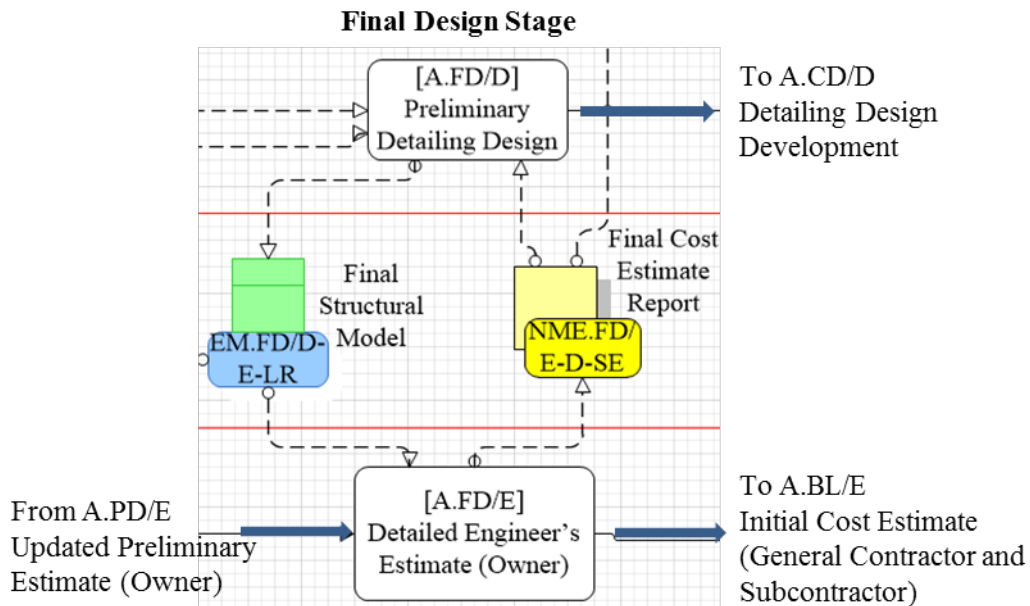 Final Design Stage
[A.FD/D]
Preliminary
Detailing Design
To A.CD/D
Detailing Design
Development
Final
Structural
Model
EM.FD/D-
E-LR
Final Cost
Estimate
Report
NME.FD/
E-D-SE
From A.PD/E
Updated Preliminary
Estimate (Owner)
[A.FD/E]
Detailed Engineer's
Estimate (Owner)
To A.BL/E
Initial Cost Estimate
(General Contractor and
Subcontractor)